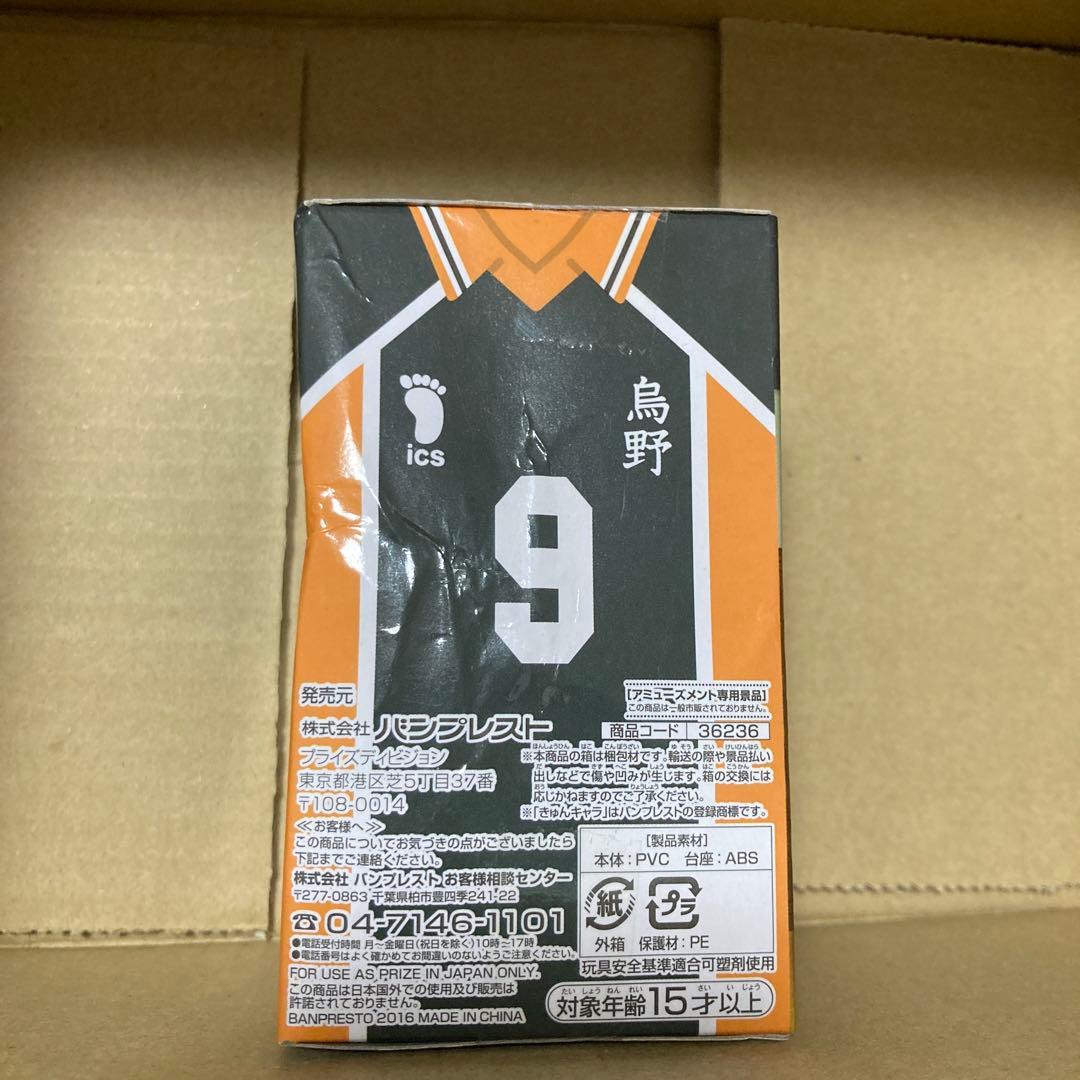 ics
烏野
9
発売元
株式会社バンプレスト
プライズディビジョン
東京都港区芝5丁目37番
〒108-0014
≪お客様へ≫
この商品についてお気づきの点がございましたら
下記までご連絡ください。
株式会社 バンプレスト お客様相談センター
〒277-0863 千葉県柏市豊四季241-22
☎04-7146-1101
●電話受付時間 月〜金曜日(祝日を除く)10時〜17時
●電話番号はよく確かめてお間違いのないようご注意ください。
FOR USE AS PRIZE IN JAPAN ONLY.
この商品は日本国外での使用及び販売は
許諾されておりません。
BANPRESTO 2016 MADE IN CHINA
[アミューズメント専用景品]
この商品は一般市販されておりません。
商品コード 36236
※本商品の箱は梱包材です。輸送の際や景品払い
出しなどで傷や凹みが生じます。箱の交換には
応じかねますのでご了承ください。
※「きゅんキャラ」はバンプレストの登録商標です。
[製品素材]
本体:PVC 台座:ABS
紙 プラ
外箱 保護材:PE
玩具安全基準適合可塑剤使用
対象年齢15才以上